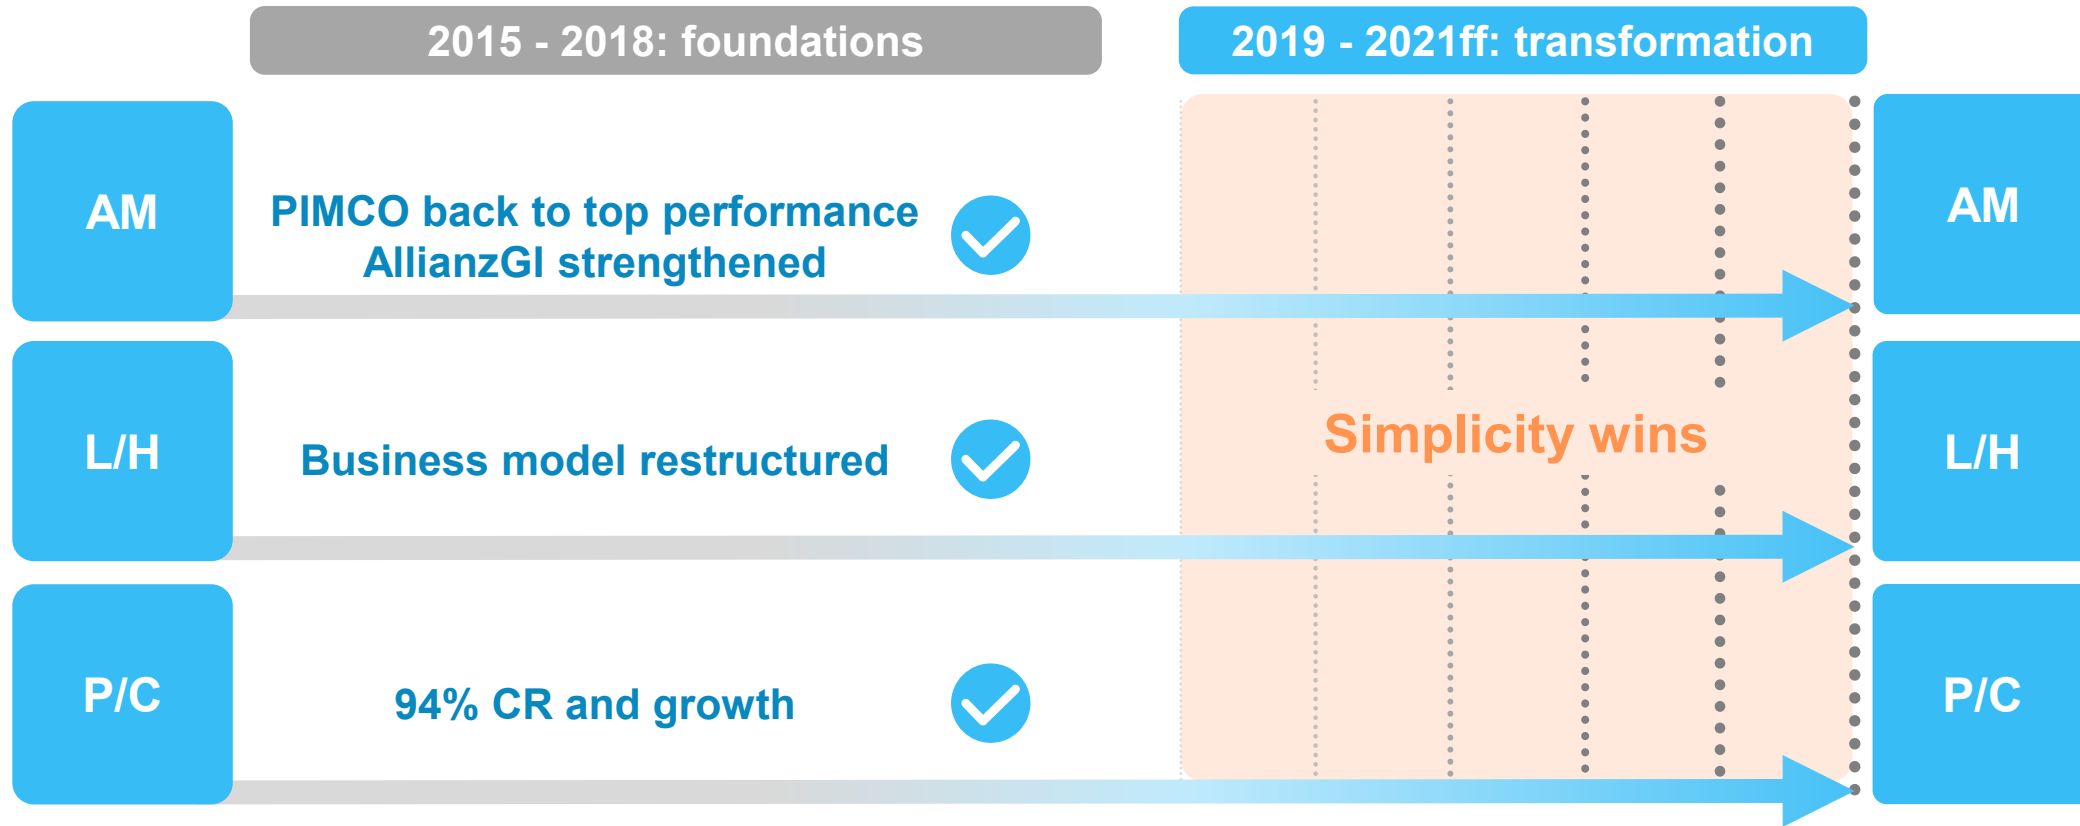 2015 - 2018: foundations
2019 - 2021ff: transformation
AM
PIMCO back to top performance
AllianzGI strengthened
AM
L/H
Business model restructured
Simplicity wins
L/H
P/C
94% CR and growth
P/C